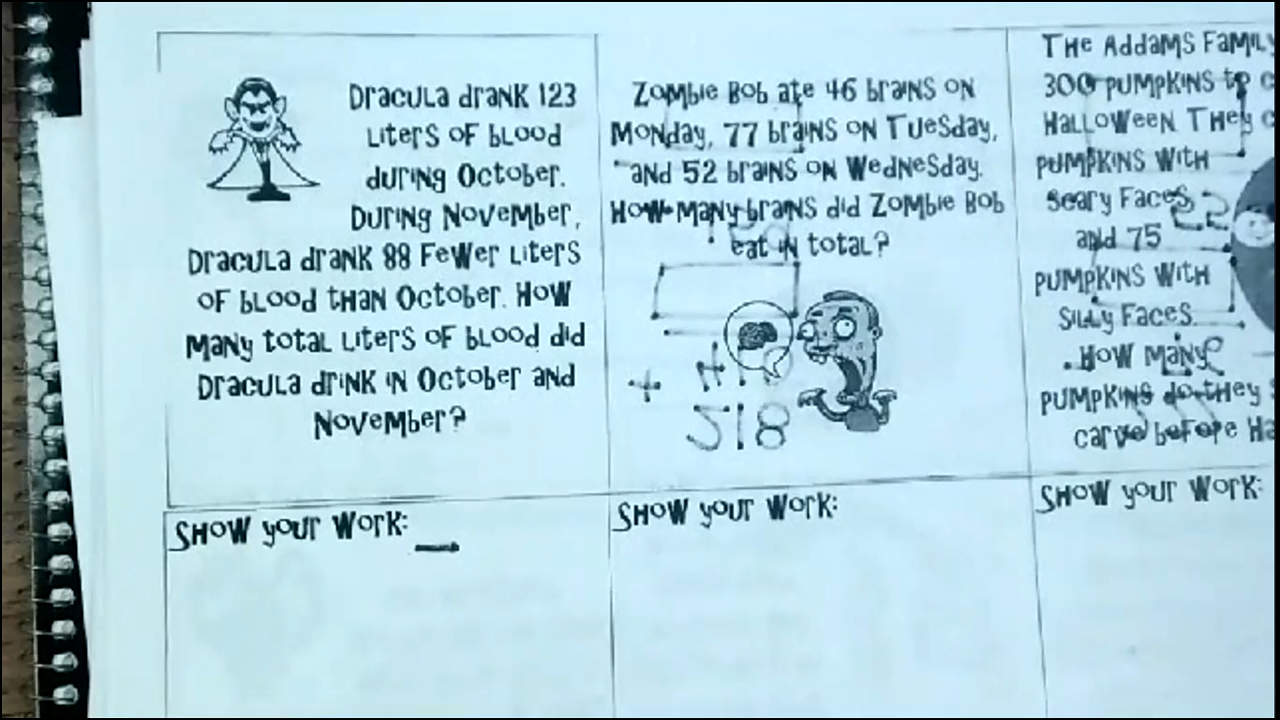 Dracula drank 123
liters of blood
during October.
During November,
Dracula drank 88 fewer liters
of blood than October. How
many total liters of blood did
Dracula drink in October and
November?
Show your work:
Zombie Bob ate 46 brains on
Monday, 77 brains on Tuesday,
and 52 brains on Wednesday.
How many brains did Zombie Bob
eat in total?
+
518
Show your work:
The Addams Family
300 pumpkins to
Halloween. They
pumpkins with
scary faces
and 75
pumpkins with
silly faces.
How many
pumpkins do they
carve before
Show your work: